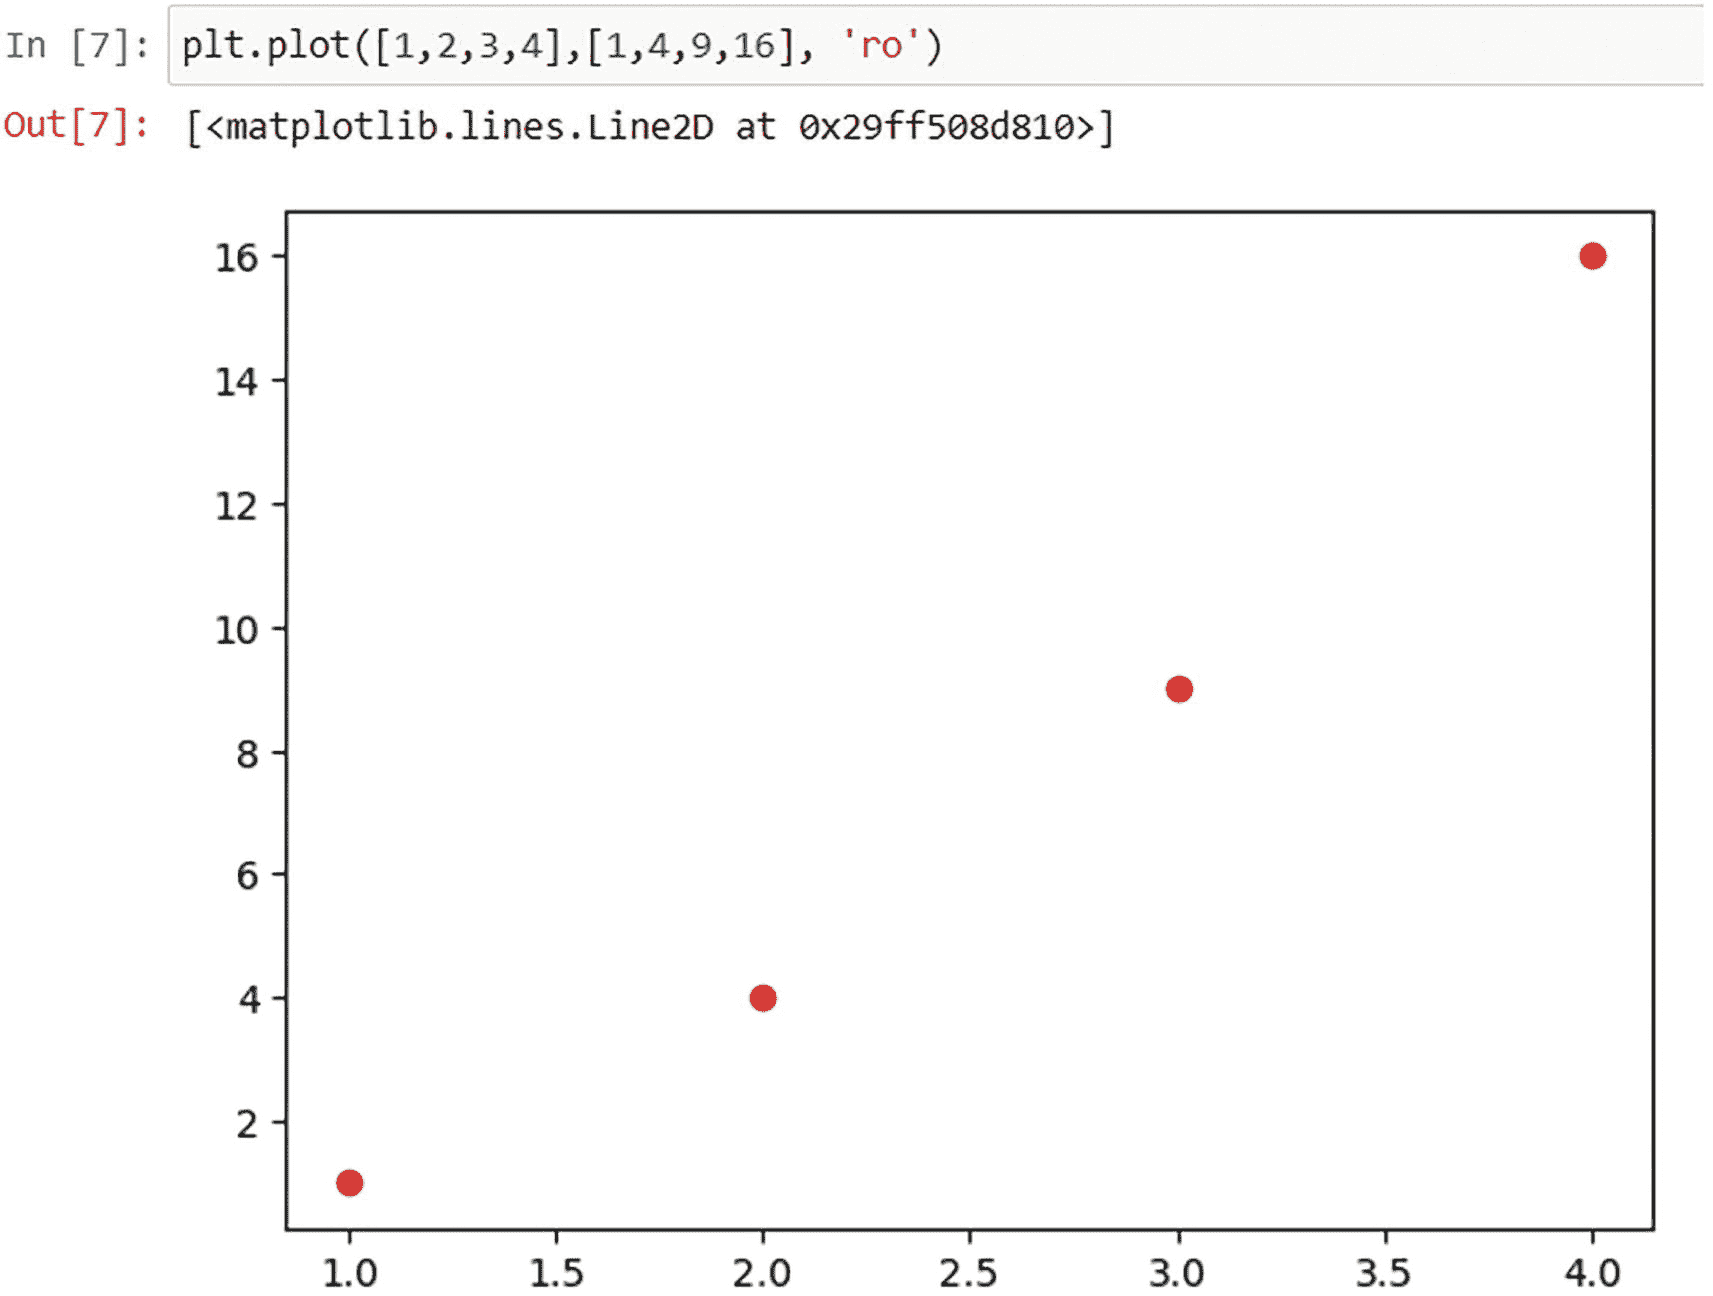 In [7]: plt.plot([1,2,3,4],[1,4,9,16], 'ro')
Out[7]: [<matplotlib.lines.Line2D at 0x29ff508d810>]
16
14
12
10
8
6
4
2
1.0 1.5 2.0 2.5 3.0 3.5 4.0